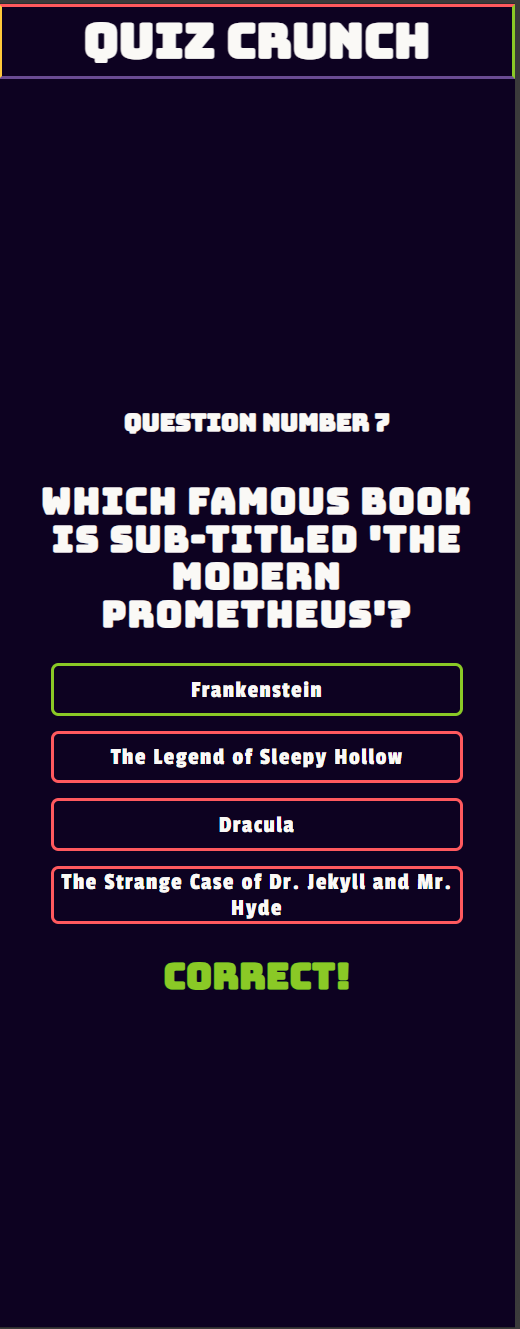 QUIZ CRUNCH
QUESTION NUMBER 7
WHICH FAMOUS BOOK
IS SUB-TITLED 'THE
MODERN
PROMETHEUS'?
Frankenstein
The Legend of Sleepy Hollow
Dracula
The Strange Case of Dr. Jekyll and Mr.
Hyde
CORRECT!